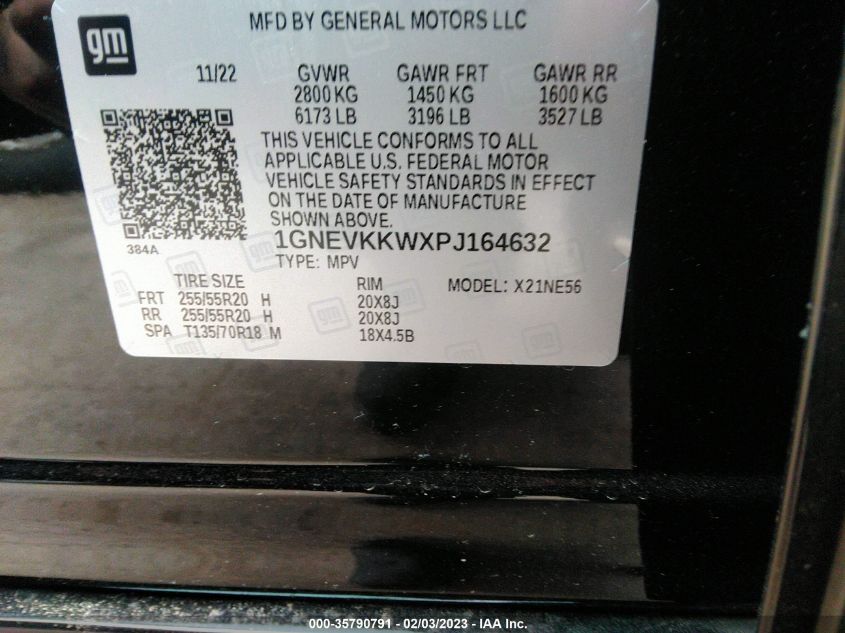 gm
MFD BY GENERAL MOTORS LLC
11/22 GVWR GAWR FRT GAWR RR
2800 KG 1450 KG 1600 KG
6173 LB 3196 LB 3527 LB
THIS VEHICLE CONFORMS TO ALL
APPLICABLE U.S. FEDERAL MOTOR
VEHICLE SAFETY STANDARDS IN EFFECT
ON THE DATE OF MANUFACTURE
SHOWN ABOVE.
384A
1GNEVKKWXPJ164632
TYPE: MPV
TIRE SIZE RIM MODEL: X21NE56
FRT 255/55R20 H 20X8J
RR 255/55R20 H 20X8J
SPA T135/70R18 M 18X4.5B
000-35790791 - 02/03/2023 - IAA Inc.